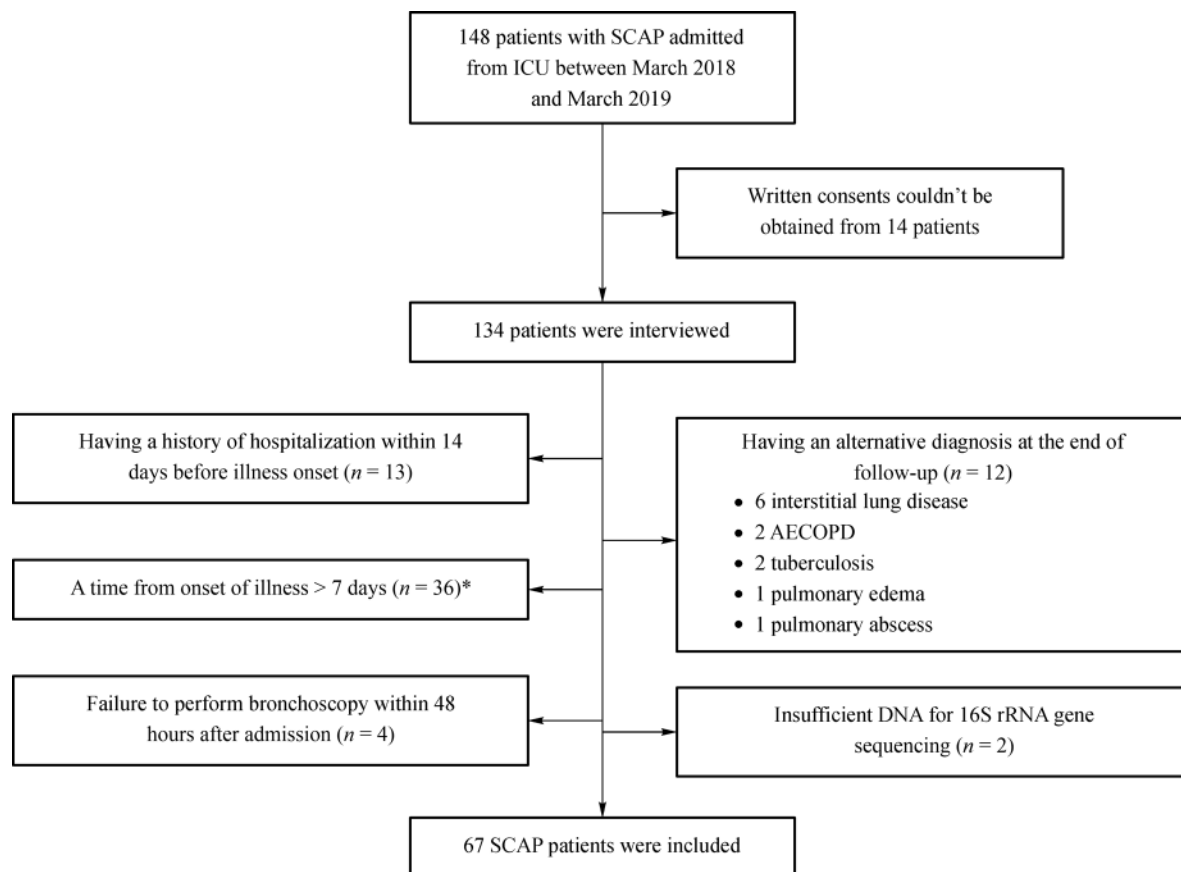 148 patients with SCAP admitted
from ICU between March 2018
and March 2019
Written consents couldn’t be
obtained from 14 patients
134 patients were interviewed
Having a history of hospitalization within 14
days before illness onset (n = 13)
Having an alternative diagnosis at the end of
follow-up (n = 12)
• 6 interstitial lung disease
• 2 AECOPD
• 2 tuberculosis
• 1 pulmonary edema
• 1 pulmonary abscess
A time from onset of illness > 7 days (n = 36)*
Failure to perform bronchoscopy within 48
hours after admission (n = 4)
Insufficient DNA for 16S rRNA gene
sequencing (n = 2)
67 SCAP patients were included